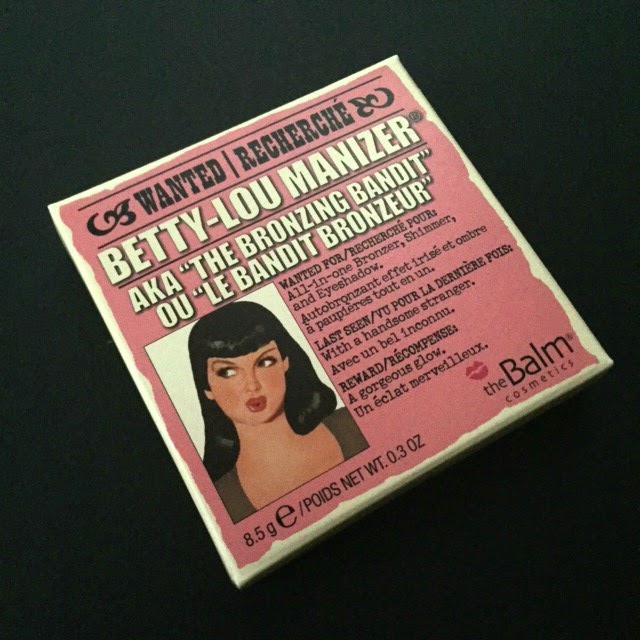 WANTED | RECHERCHÉ
BETTY-LOU MANIZER®
AKA "THE BRONZING BANDIT"
OU "LE BANDIT BRONZEUR"
WANTED FOR/RECHERCHÉ POUR:
All-in-one Bronzer, Shimmer,
and Eyeshadow.
Autobronzant effet irisé et ombre
à paupières tout en un.
LAST SEEN/VU POUR LA DERNIÈRE FOIS:
With a handsome stranger.
Avec un bel inconnu.
REWARD/RÉCOMPENSE:
A gorgeous glow.
Un éclat merveilleux.
theBalm®
cosmetics
8.5 g ℮/POIDS NET WT. 0.3 OZ